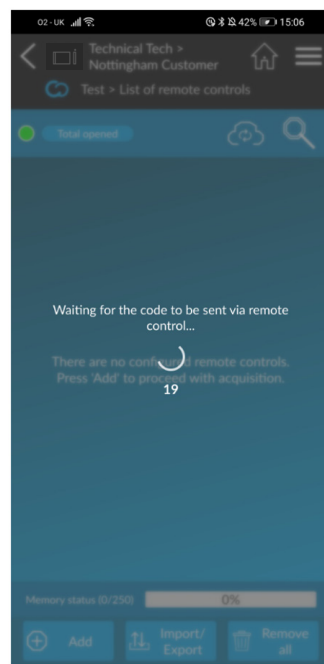 O2 - UK 42% 15:06
Technical Tech >
Nottingham Customer
Test > List of remote controls
Total opened
Waiting for the code to be sent via remote
control...
There are no configured remote controls.
Press 'Add' to proceed with acquisition.
19
Memory status (0/250) 0%
Add
Import/
Export
Remove
all